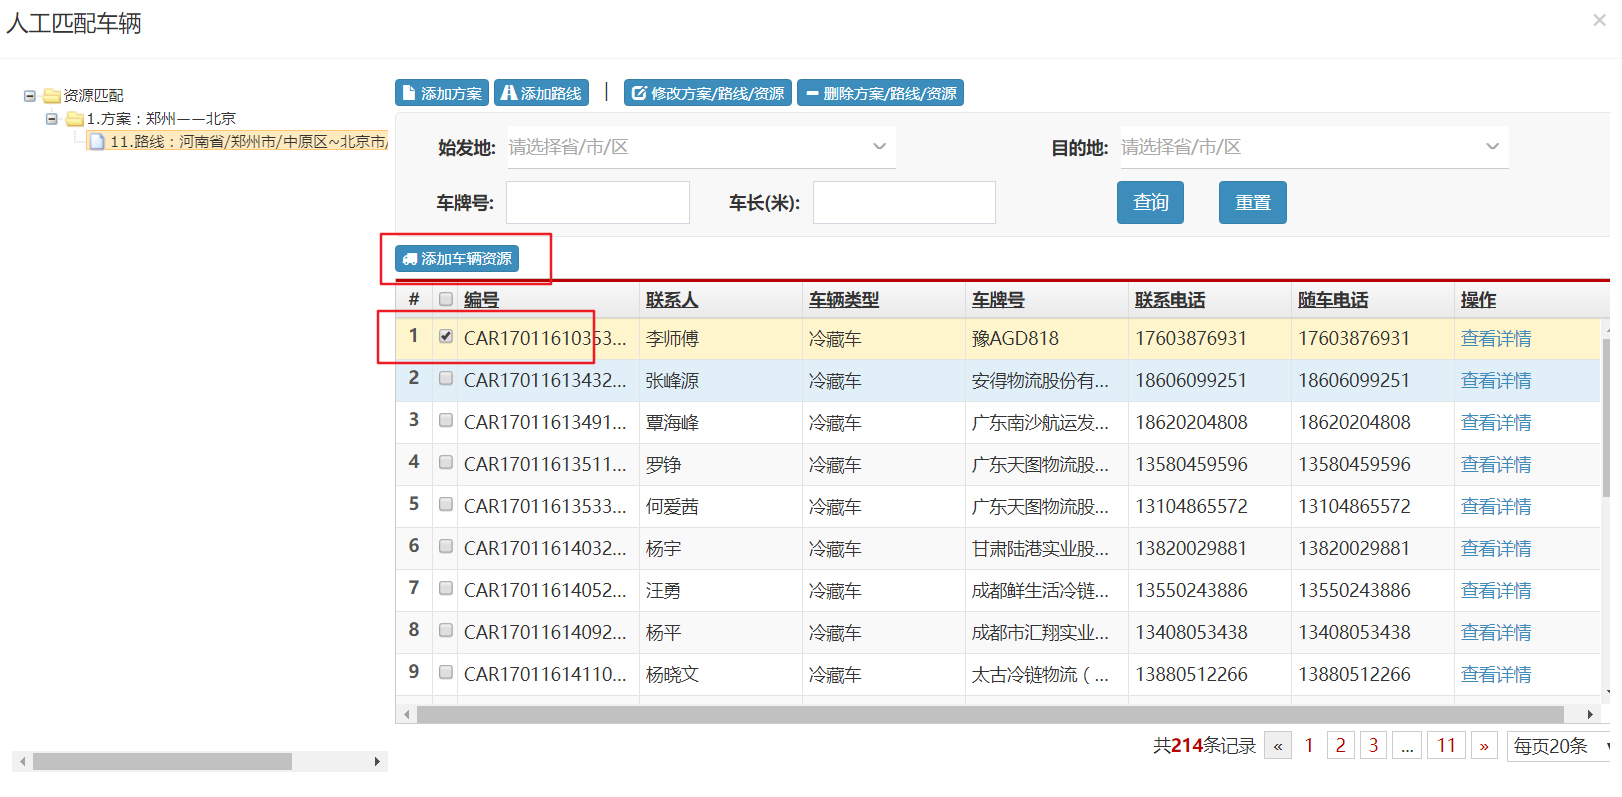 人工匹配车辆
×
资源匹配
1.方案：郑州——北京
11.路线：河南省/郑州市/中原区~北京市/
添加方案 添加路线 | 修改方案/路线/资源 删除方案/路线/资源
始发地: 请选择省/市/区 目的地: 请选择省/市/区
车牌号: 车长(米): 查询 重置
添加车辆资源
# 编号 联系人 车辆类型 车牌号 联系电话 随车电话 操作
1 CAR17011610353... 李师傅 冷藏车 豫AGD818 17603876931 17603876931 查看详情
2 CAR17011613432... 张峰源 冷藏车 安得物流股份有... 18606099251 18606099251 查看详情
3 CAR17011613491... 覃海峰 冷藏车 广东南沙航运发... 18620204808 18620204808 查看详情
4 CAR17011613511... 罗铮 冷藏车 广东天图物流股... 13580459596 13580459596 查看详情
5 CAR17011613533... 何爱茜 冷藏车 广东天图物流股... 13104865572 13104865572 查看详情
6 CAR17011614032... 杨宇 冷藏车 甘肃陆港实业股... 13820029881 13820029881 查看详情
7 CAR17011614052... 汪勇 冷藏车 成都鲜生活冷链... 13550243886 13550243886 查看详情
8 CAR17011614092... 杨平 冷藏车 成都市汇翔实业... 13408053438 13408053438 查看详情
9 CAR17011614110... 杨晓文 冷藏车 太古冷链物流（... 13880512266 13880512266 查看详情
共214条记录 « 1 2 3 ... 11 » 每页20条